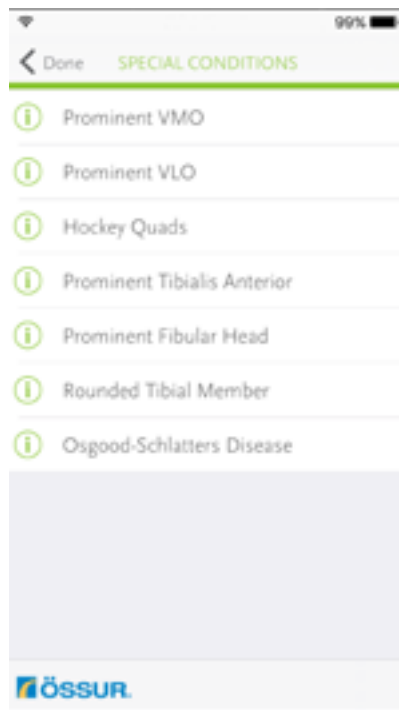 99%
Done SPECIAL CONDITIONS
Prominent VMO
Prominent VLO
Hockey Quads
Prominent Tibialis Anterior
Prominent Fibular Head
Rounded Tibial Member
Osgood-Schlatters Disease
ÖSSUR.